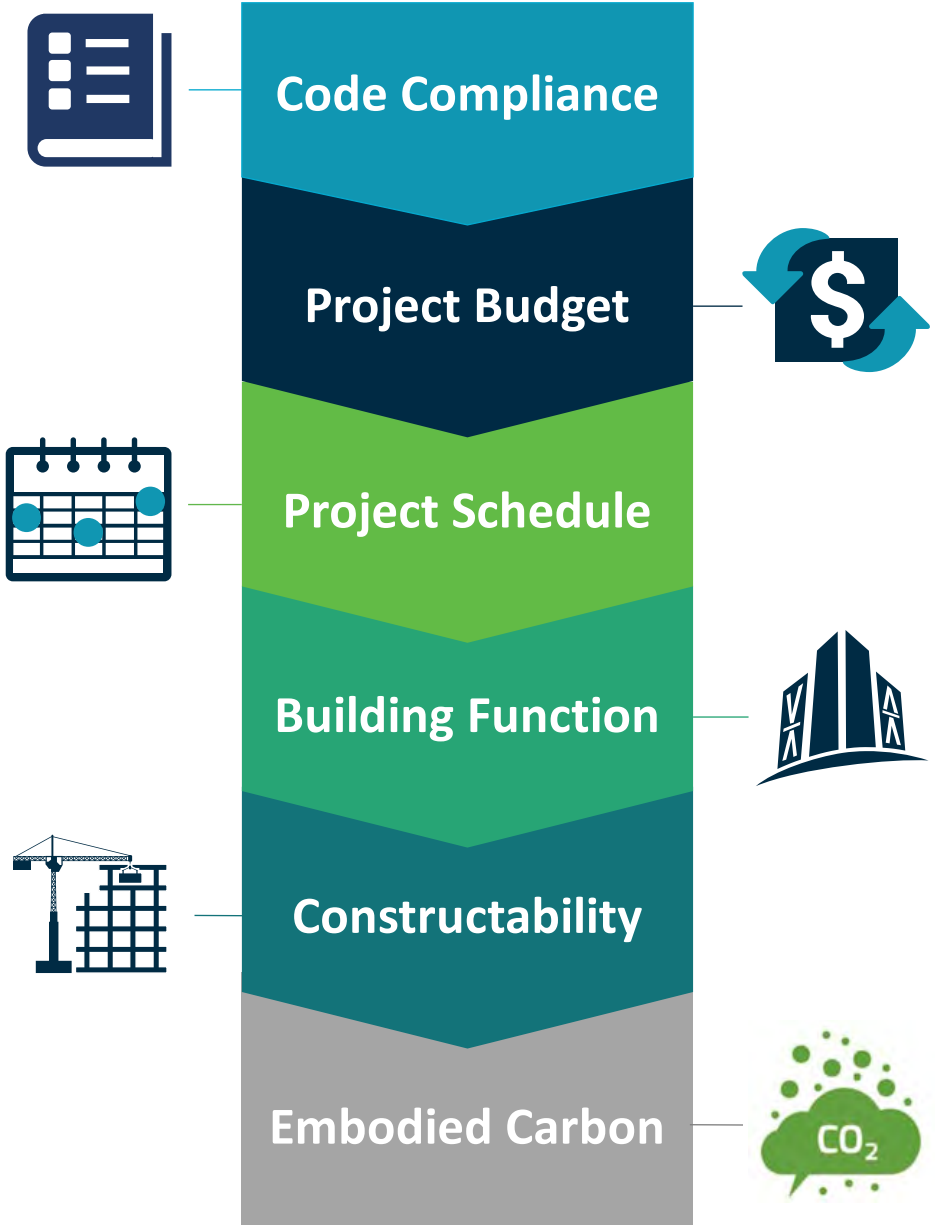 Code Compliance
Project Budget
$
Project Schedule
Building Function
Constructability
Embodied Carbon
CO₂